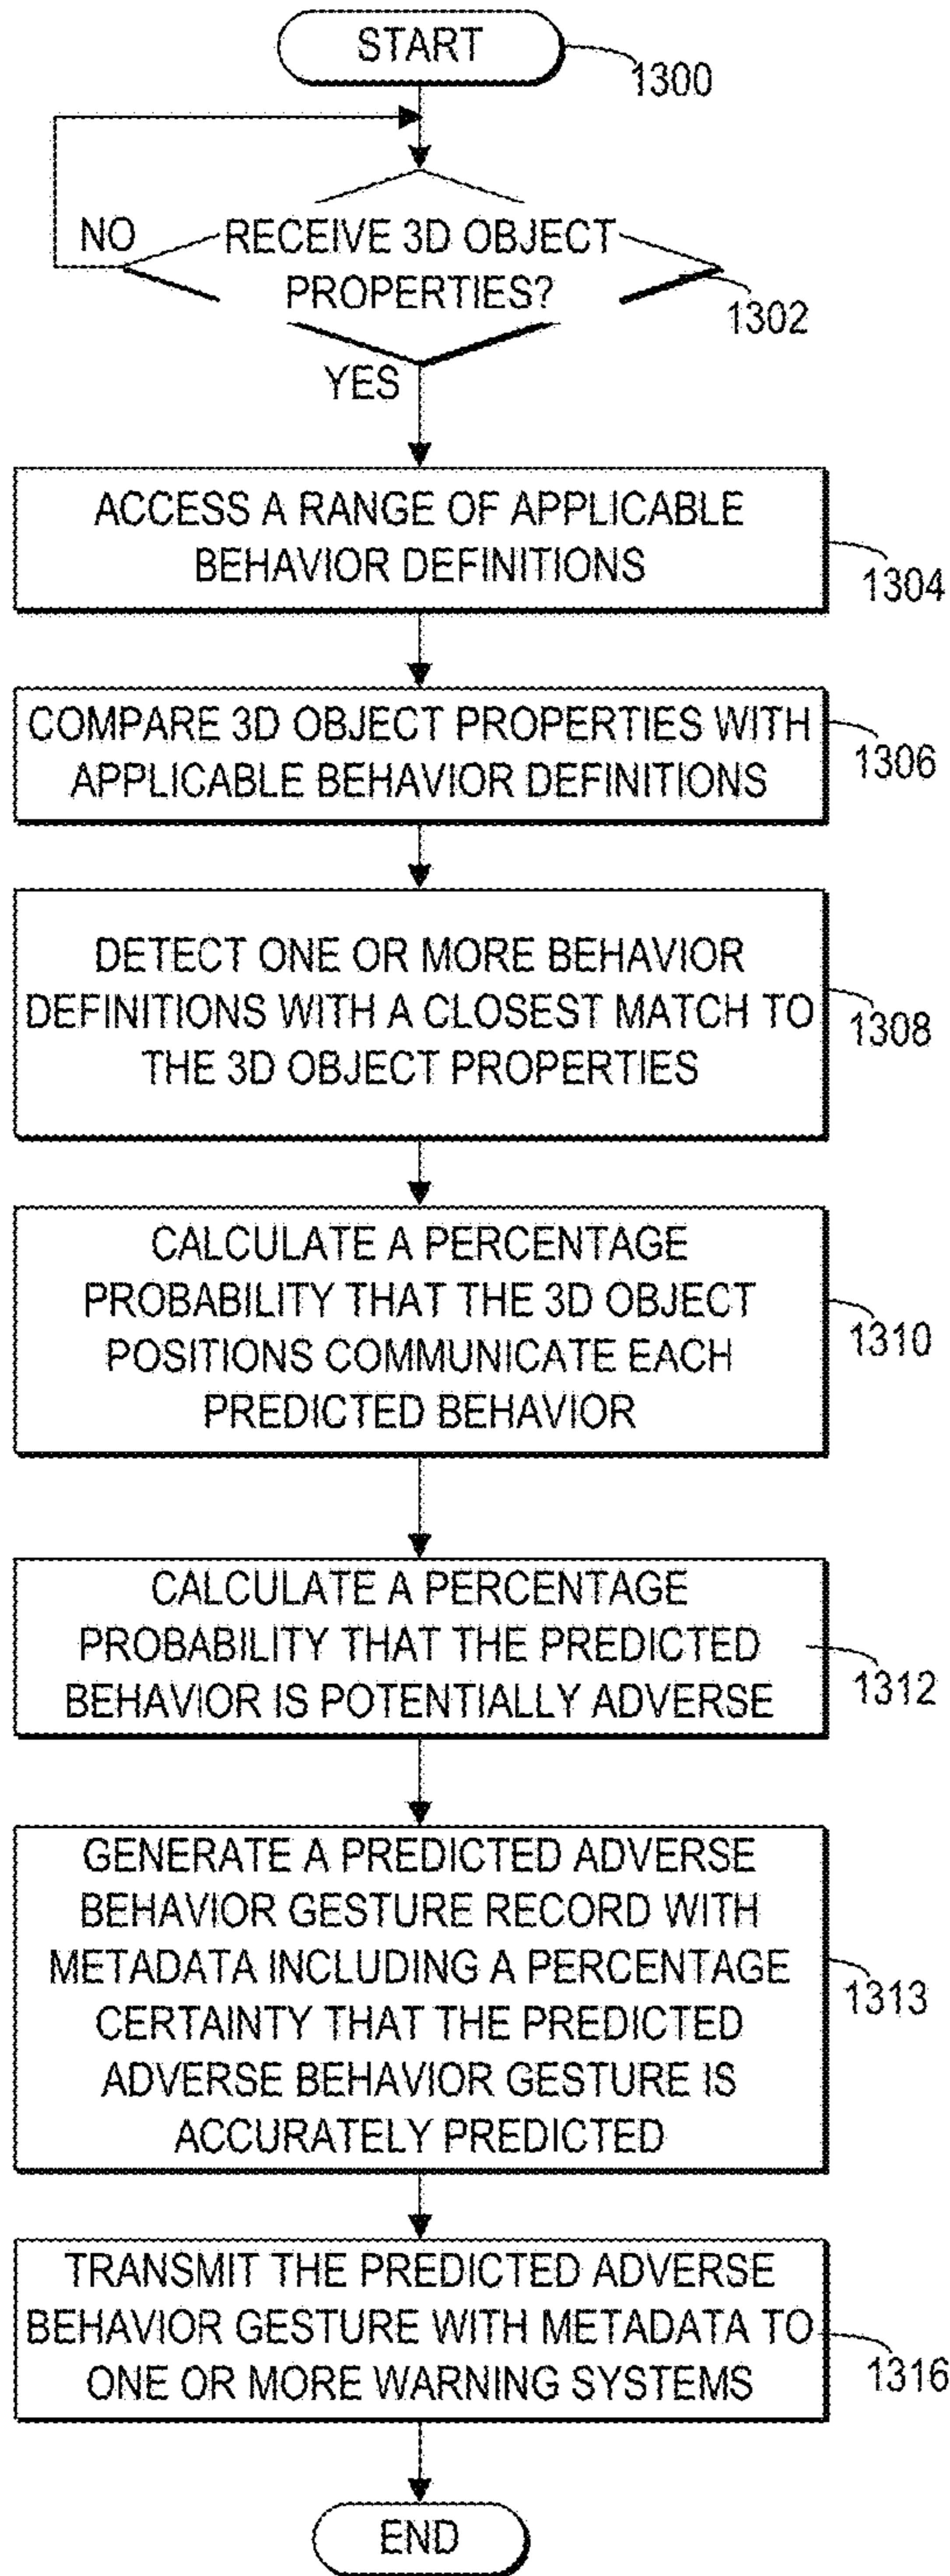 START
1300
NO
RECEIVE 3D OBJECT
PROPERTIES?
1302
YES
ACCESS A RANGE OF APPLICABLE
BEHAVIOR DEFINITIONS
1304
COMPARE 3D OBJECT PROPERTIES WITH
APPLICABLE BEHAVIOR DEFINITIONS
1306
DETECT ONE OR MORE BEHAVIOR
DEFINITIONS WITH A CLOSEST MATCH TO
THE 3D OBJECT PROPERTIES
1308
CALCULATE A PERCENTAGE
PROBABILITY THAT THE 3D OBJECT
POSITIONS COMMUNICATE EACH
PREDICTED BEHAVIOR
1310
CALCULATE A PERCENTAGE
PROBABILITY THAT THE PREDICTED
BEHAVIOR IS POTENTIALLY ADVERSE
1312
GENERATE A PREDICTED ADVERSE
BEHAVIOR GESTURE RECORD WITH
METADATA INCLUDING A PERCENTAGE
CERTAINTY THAT THE PREDICTED
ADVERSE BEHAVIOR GESTURE IS
ACCURATELY PREDICTED
1313
TRANSMIT THE PREDICTED ADVERSE
BEHAVIOR GESTURE WITH METADATA TO
ONE OR MORE WARNING SYSTEMS
1316
END